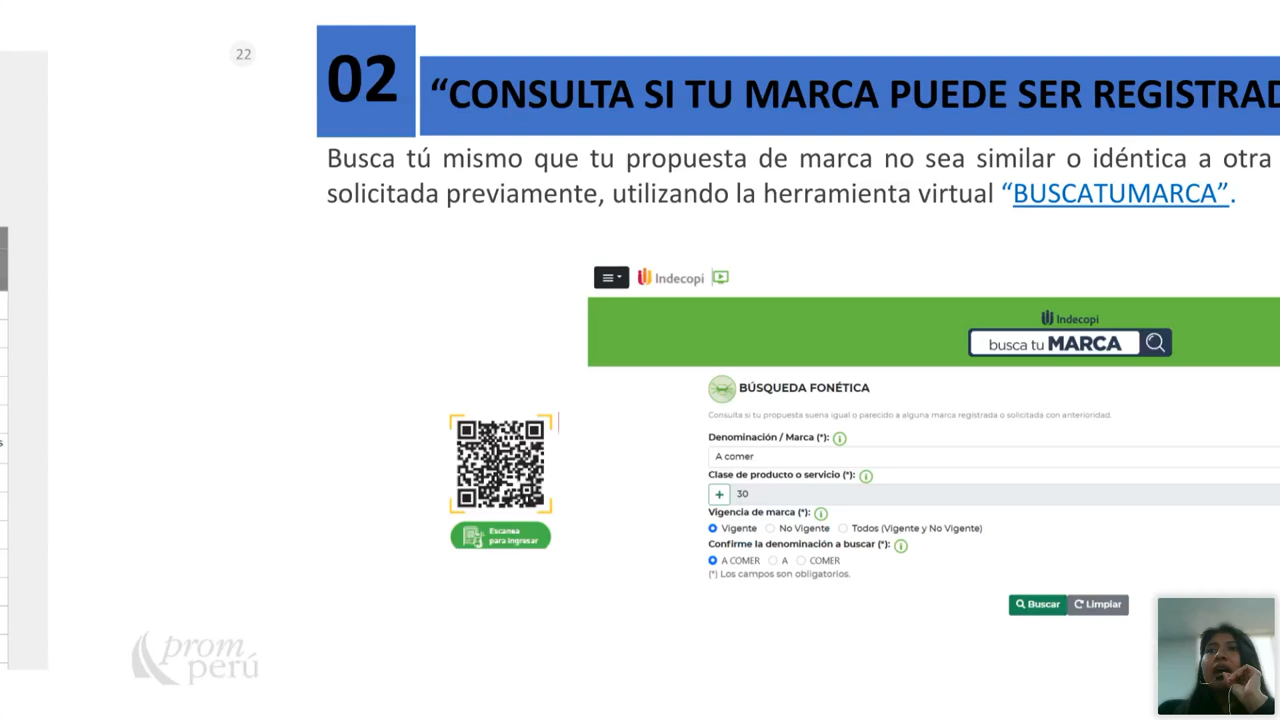 22
02
“CONSULTA SI TU MARCA PUEDE SER REGISTRAD
Busca tú mismo que tu propuesta de marca no sea similar o idéntica a otra
solicitada previamente, utilizando la herramienta virtual “BUSCATUMARCA”.
Indecopi
Indecopi
busca tu MARCA
BÚSQUEDA FONÉTICA
Consulta si tu propuesta suena igual o parecido a alguna marca registrada o solicitada con anterioridad.
Denominación / Marca (*):
A comer
Clase de producto o servicio (*):
+ 30
Vigencia de marca (*):
Vigente No Vigente Todos (Vigente y No Vigente)
Confirme la denominación a buscar (*):
A COMER A COMER
(*) Los campos son obligatorios.
Buscar Limpiar
Escanea
para ingresar
prom
perú
s